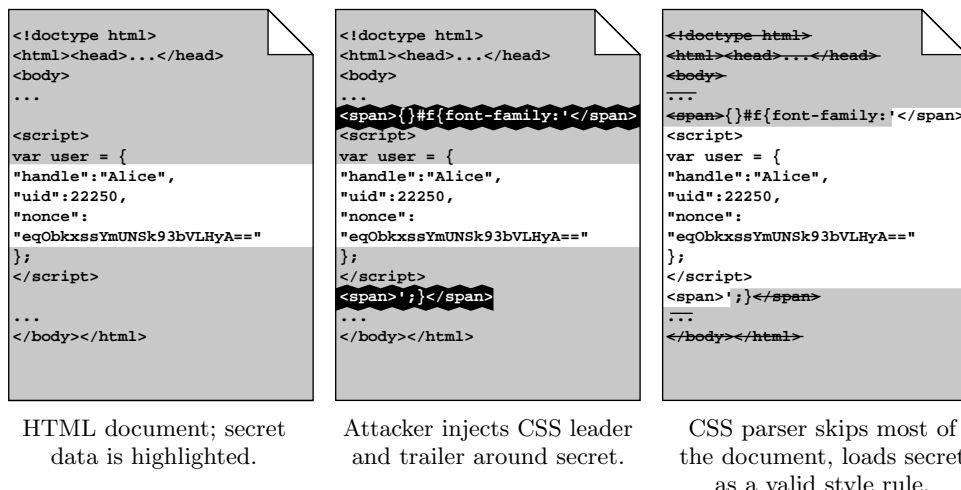 <!doctype html>
<html><head>...</head>
<body>
...
<script>
var user = {
"handle":"Alice",
"uid":22250,
"nonce":
"eqObkxssYmUNSk93bVLHyA=="
};
</script>
...
</body></html>
HTML document; secret
data is highlighted.
<!doctype html>
<html><head>...</head>
<body>
...
<span>{}#f{font-family:'</span>
<script>
var user = {
"handle":"Alice",
"uid":22250,
"nonce":
"eqObkxssYmUNSk93bVLHyA=="
};
</script>
<span>';}</span>
...
</body></html>
Attacker injects CSS leader
and trailer around secret.
<!doctype html>
<html><head>...</head>
<body>
...
<span>{}#f{font-family:'</span>
<script>
var user = {
"handle":"Alice",
"uid":22250,
"nonce":
"eqObkxssYmUNSk93bVLHyA=="
};
</script>
<span>';}</span>
...
</body></html>
CSS parser skips most of
the document, loads secret
as a valid style rule.